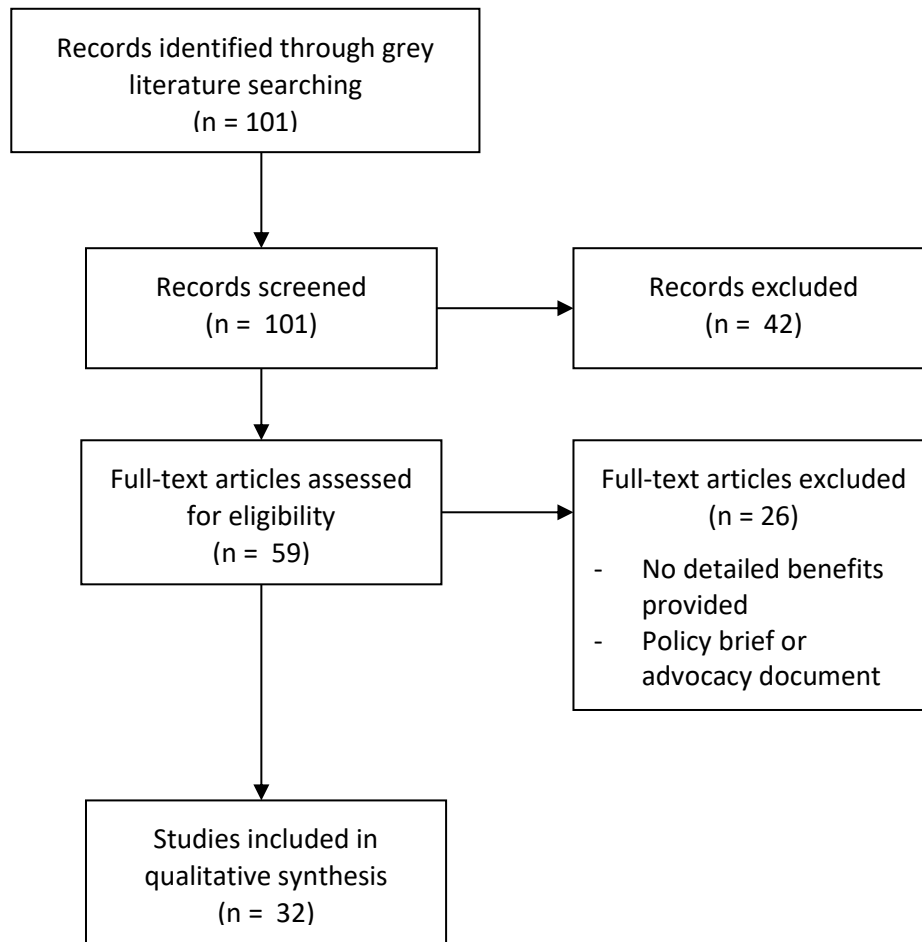 Records identified through grey
literature searching
(n = 101)
Records screened
(n =  101)
Records excluded
(n =  42)
Full-text articles assessed
for eligibility
(n =  59)
Full-text articles excluded
(n = 26)
- No detailed benefits
provided
- Policy brief or
advocacy document
Studies included in
qualitative synthesis
(n =  32)